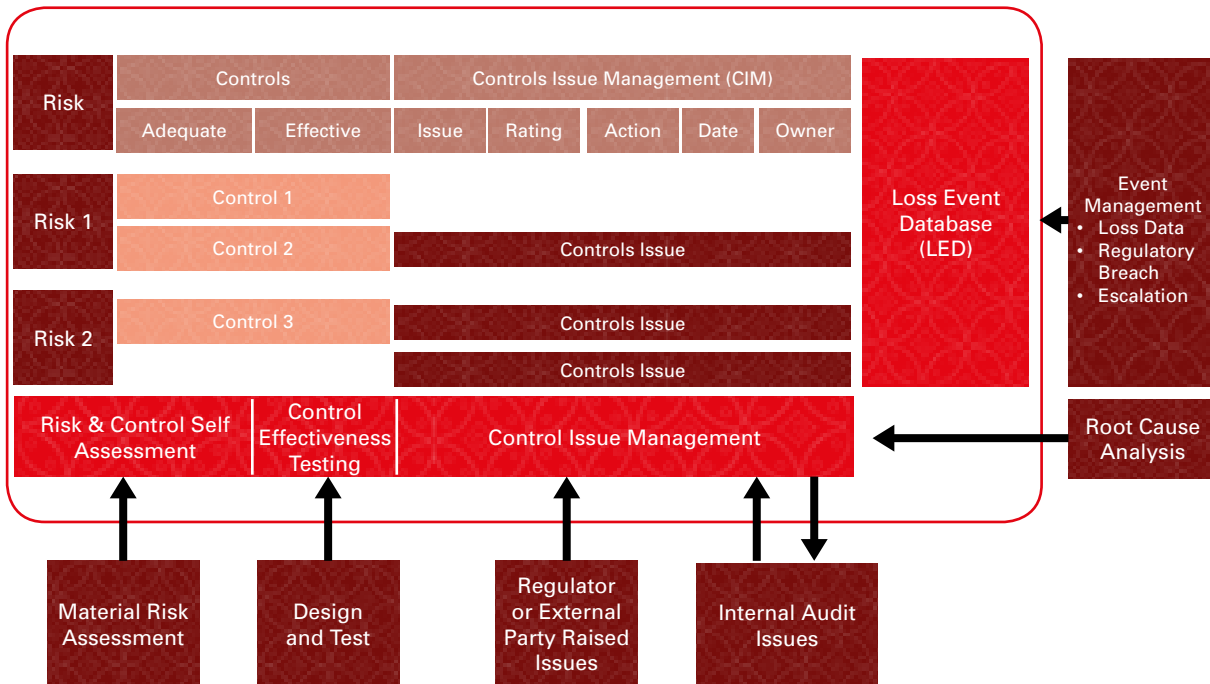 Risk
Controls
Controls Issue Management (CIM)
Adequate
Effective
Issue
Rating
Action
Date
Owner
Risk 1
Control 1
Control 2
Controls Issue
Risk 2
Control 3
Controls Issue
Controls Issue
Loss Event
Database
(LED)
Event
Management
• Loss Data
• Regulatory
Breach
• Escalation
Risk & Control Self
Assessment
Control
Effectiveness
Testing
Control Issue Management
Root Cause
Analysis
Material Risk
Assessment
Design
and Test
Regulator
or External
Party Raised
Issues
Internal Audit
Issues